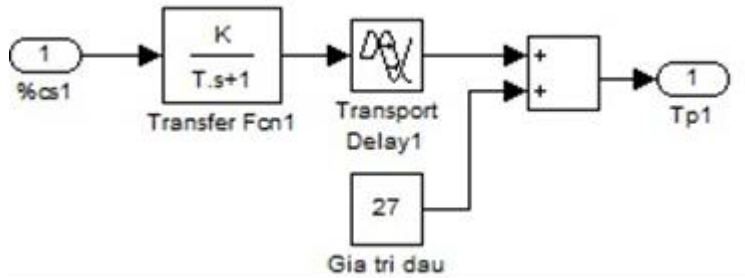 1
%cs1
K
T.s+1
Transfer Fcn1
Transport
Delay1
+
+
1
Tp1
27
Gia tri dau